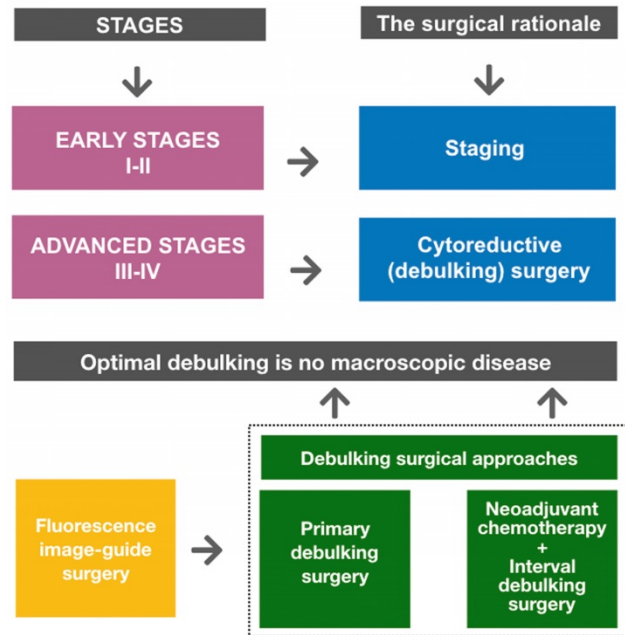 STAGES
The surgical rationale
EARLY STAGES
I-II
Staging
ADVANCED STAGES
III-IV
Cytoreductive
(debulking) surgery
Optimal debulking is no macroscopic disease
Debulking surgical approaches
Fluorescence
image-guide
surgery
Primary
debulking
surgery
Neoadjuvant
chemotherapy
+
Interval
debulking
surgery